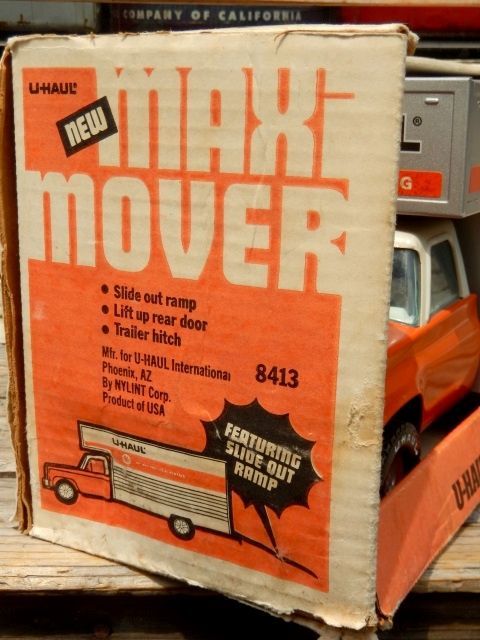 COMPANY OF CALIFORNIA
U-HAUL®
NEW
MAXI
MOVER
• Slide out ramp
• Lift up rear door
• Trailer hitch
Mfr. for U-HAUL International
Phoenix, AZ
By NYLINT Corp.
Product of USA
8413
FEATURING
SLIDE OUT
RAMP
U-HAUL
®
G
U-HAU